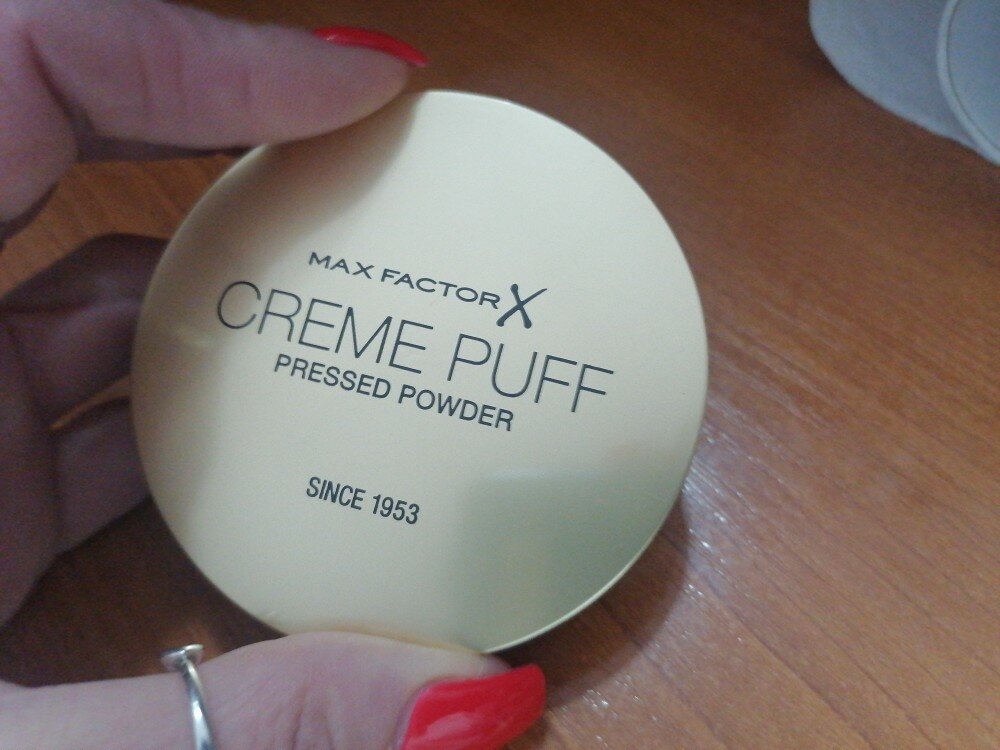 MAX FACTOR X
CREME PUFF
PRESSED POWDER
SINCE 1953